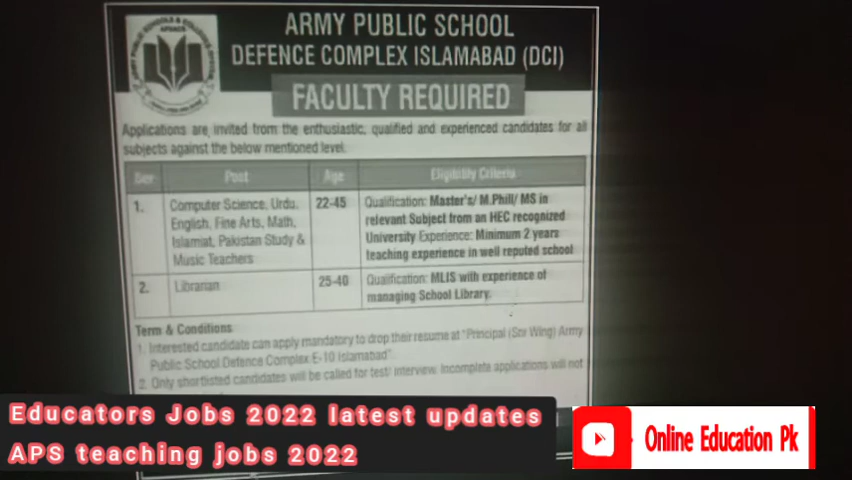 ARMY PUBLIC SCHOOL
DEFENCE COMPLEX ISLAMABAD (DCI)
FACULTY REQUIRED
Applications are invited from the enthusiastic, qualified and experienced candidates for all
subjects against the below mentioned level:
Ser Post Age Eligibility Criteria
1. Computer Science, Urdu, English, Fine Arts, Math, Islamiat, Pakistan Study & Music Teachers 22-45 Qualification: Master's/ M.Phill/ MS in relevant Subject from an HEC recognized University Experience: Minimum 2 years teaching experience in well reputed school
2. Librarian 25-40 Qualification: MLIS with experience of managing School Library.
Term & Conditions
1. Interested candidate can apply mandatory to drop their resume at "Principal (Snr Wing) Army
Public School Defence Complex E-10 Islamabad".
2. Only shortlisted candidates will be called for test/ interview. Incomplete applications will not
Educators Jobs 2022 latest updates
APS teaching jobs 2022
Online Education Pk